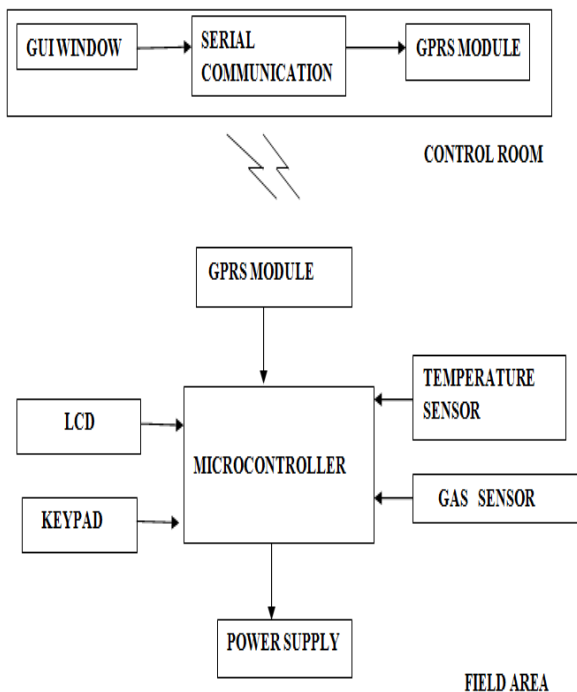 GUI WINDOW
SERIAL
COMMUNICATION
GPRS MODULE
CONTROL ROOM
GPRS MODULE
TEMPERATURE
SENSOR
LCD
MICROCONTROLLER
GAS SENSOR
KEYPAD
POWER SUPPLY
FIELD AREA